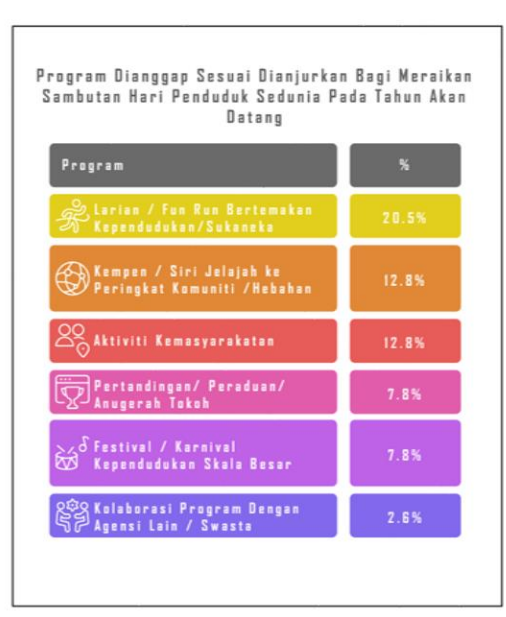 Program Dianggap Sesuai Dianjurkan Bagi Meraikan
Sambutan Hari Penduduk Sedunia Pada Tahun Akan
Datang
Program
%
Larian / Fun Run Bertemakan
Kependudukan/Sukaneka
20.5%
Kempen / Siri Jelajah ke
Peringkat Komuniti /Hebahan
12.8%
Aktiviti Kemasyarakatan
12.8%
Pertandingan/ Peraduan/
Anugerah Tokoh
7.8%
Festival / Karnival
Kependudukan Skala Besar
7.8%
Kolaborasi Program Dengan
Agensi Lain / Swasta
2.6%